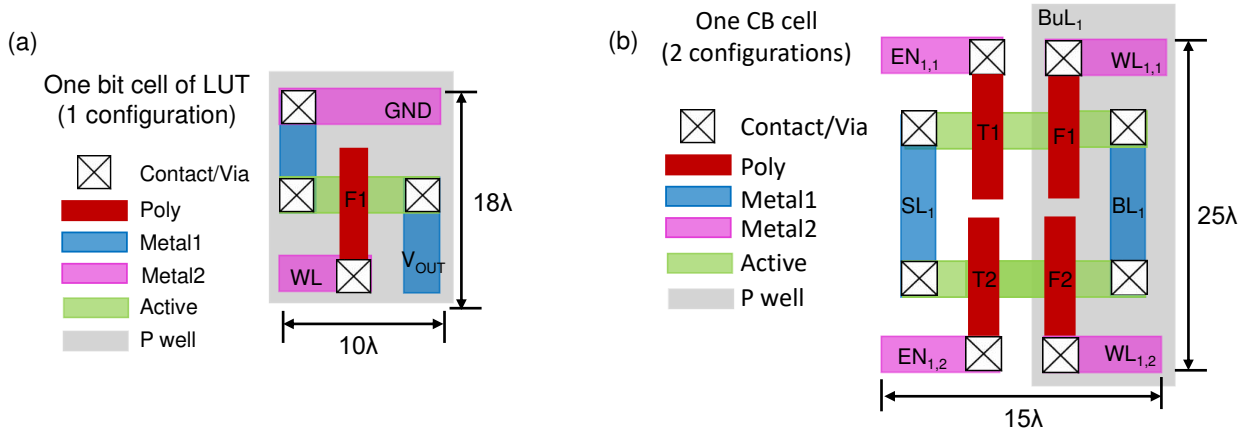 (a)
One bit cell of LUT
(1 configuration)
Contact/Via
Poly
Metal1
Metal2
Active
P well
GND
F1
WL
V_OUT
18λ
10λ
(b)
One CB cell
(2 configurations)
Contact/Via
Poly
Metal1
Metal2
Active
P well
BuL₁
EN₁,₁
WL₁,₁
T1
F1
SL₁
BL₁
T2
F2
EN₁,₂
WL₁,₂
25λ
15λ